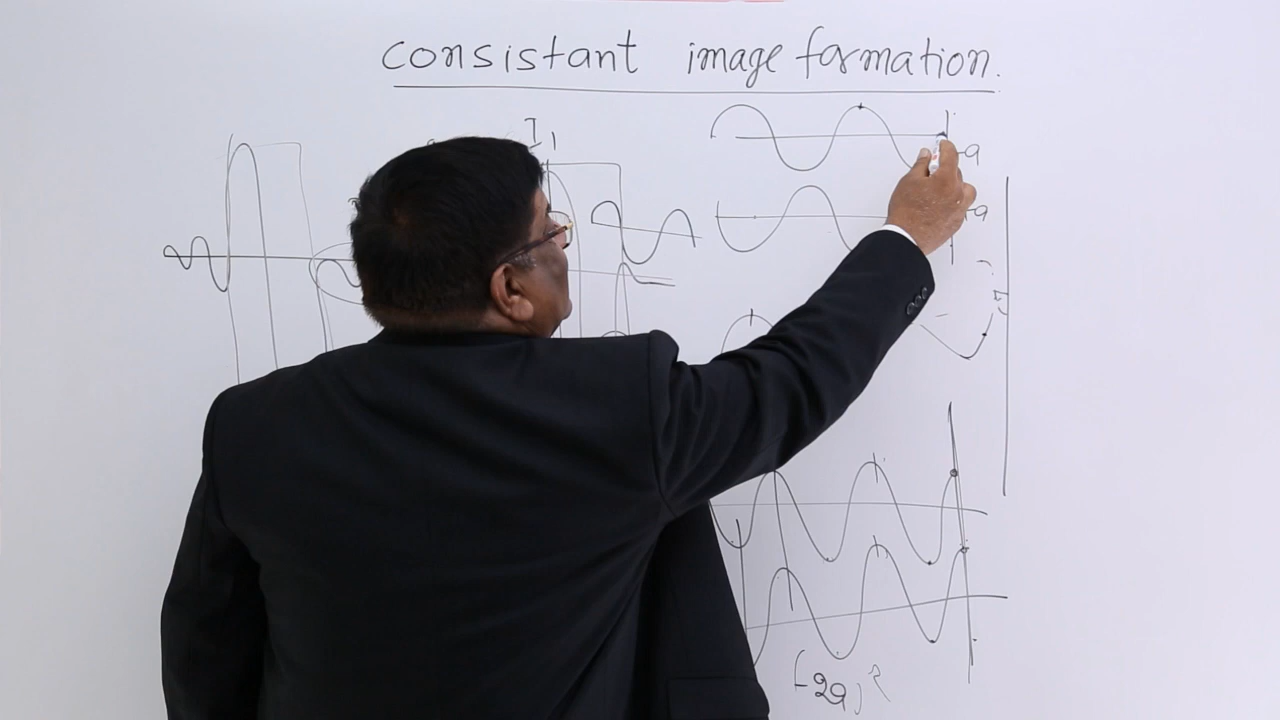 consistant image formation.
I1
-a
-a
(-2a)²